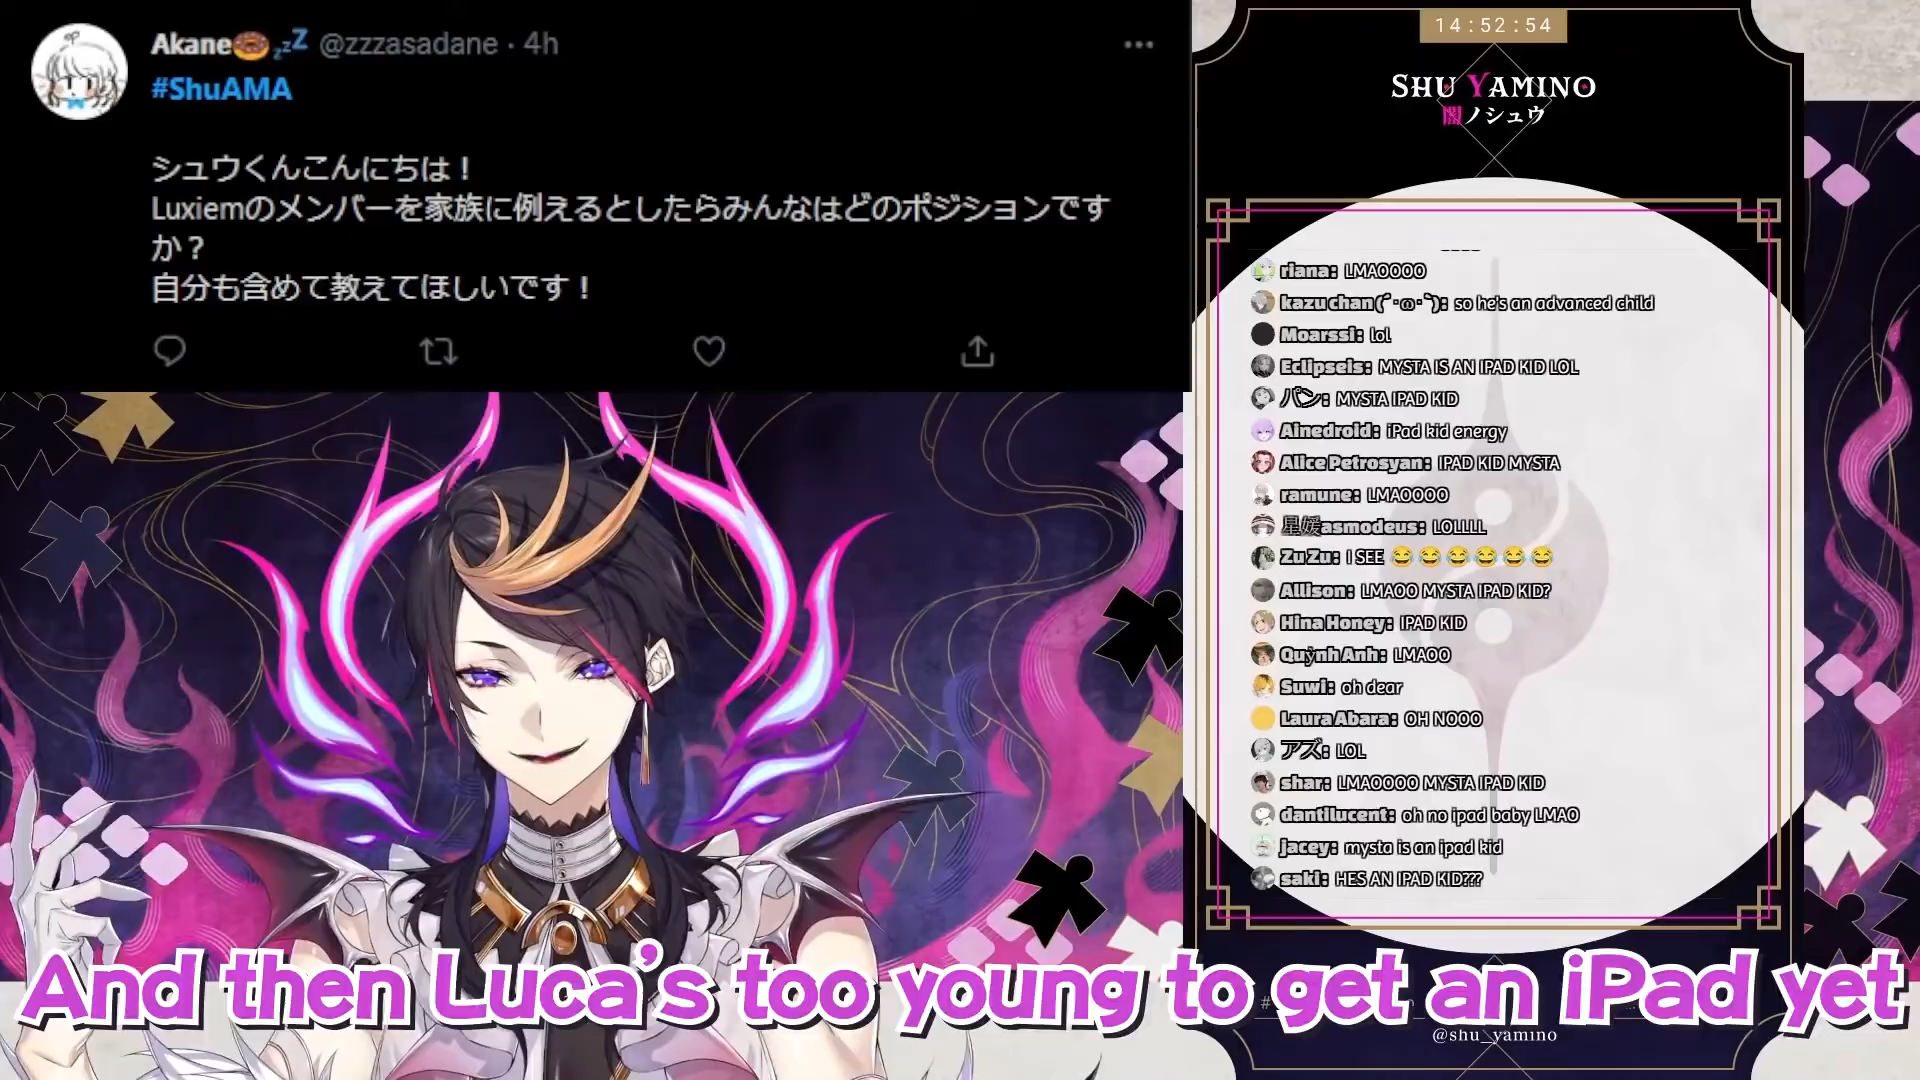 Akane @zzzasadane · 4h
#ShuAMA
シュウくんこんにちは！
Luxiemのメンバーを家族に例えるとしたらみんなはどのポジションです
か？
自分も含めて教えてほしいです！
14:52:54
SHU YAMINO
闇ノシュウ
riana: LMAOOOO
kazu chan (´･ω･`): so he's an advanced child
Moarssi: lol
Eclipseis: MYSTA IS AN IPAD KID LOL
パン: MYSTA IPAD KID
Ainedroid: iPad kid energy
Alice Petrosyan: IPAD KID MYSTA
ramune: LMAOOOO
星媛asmodeus: LOLLLL
Zu Zu: I SEE 😂😂😂😂😂😂
Allison: LMAOO MYSTA IPAD KID?
Hina Honey: IPAD KID
Quỳnh Anh: LMAOO
Suwi: oh dear
Laura Abara: OH NOOO
アズ: LOL
shar: LMAOOOO MYSTA IPAD KID
dantilucent: oh no ipad baby LMAO
jacey: mysta is an ipad kid
saki: HES AN IPAD KID???
And then Luca's too young to get an iPad yet
@shu_yamino